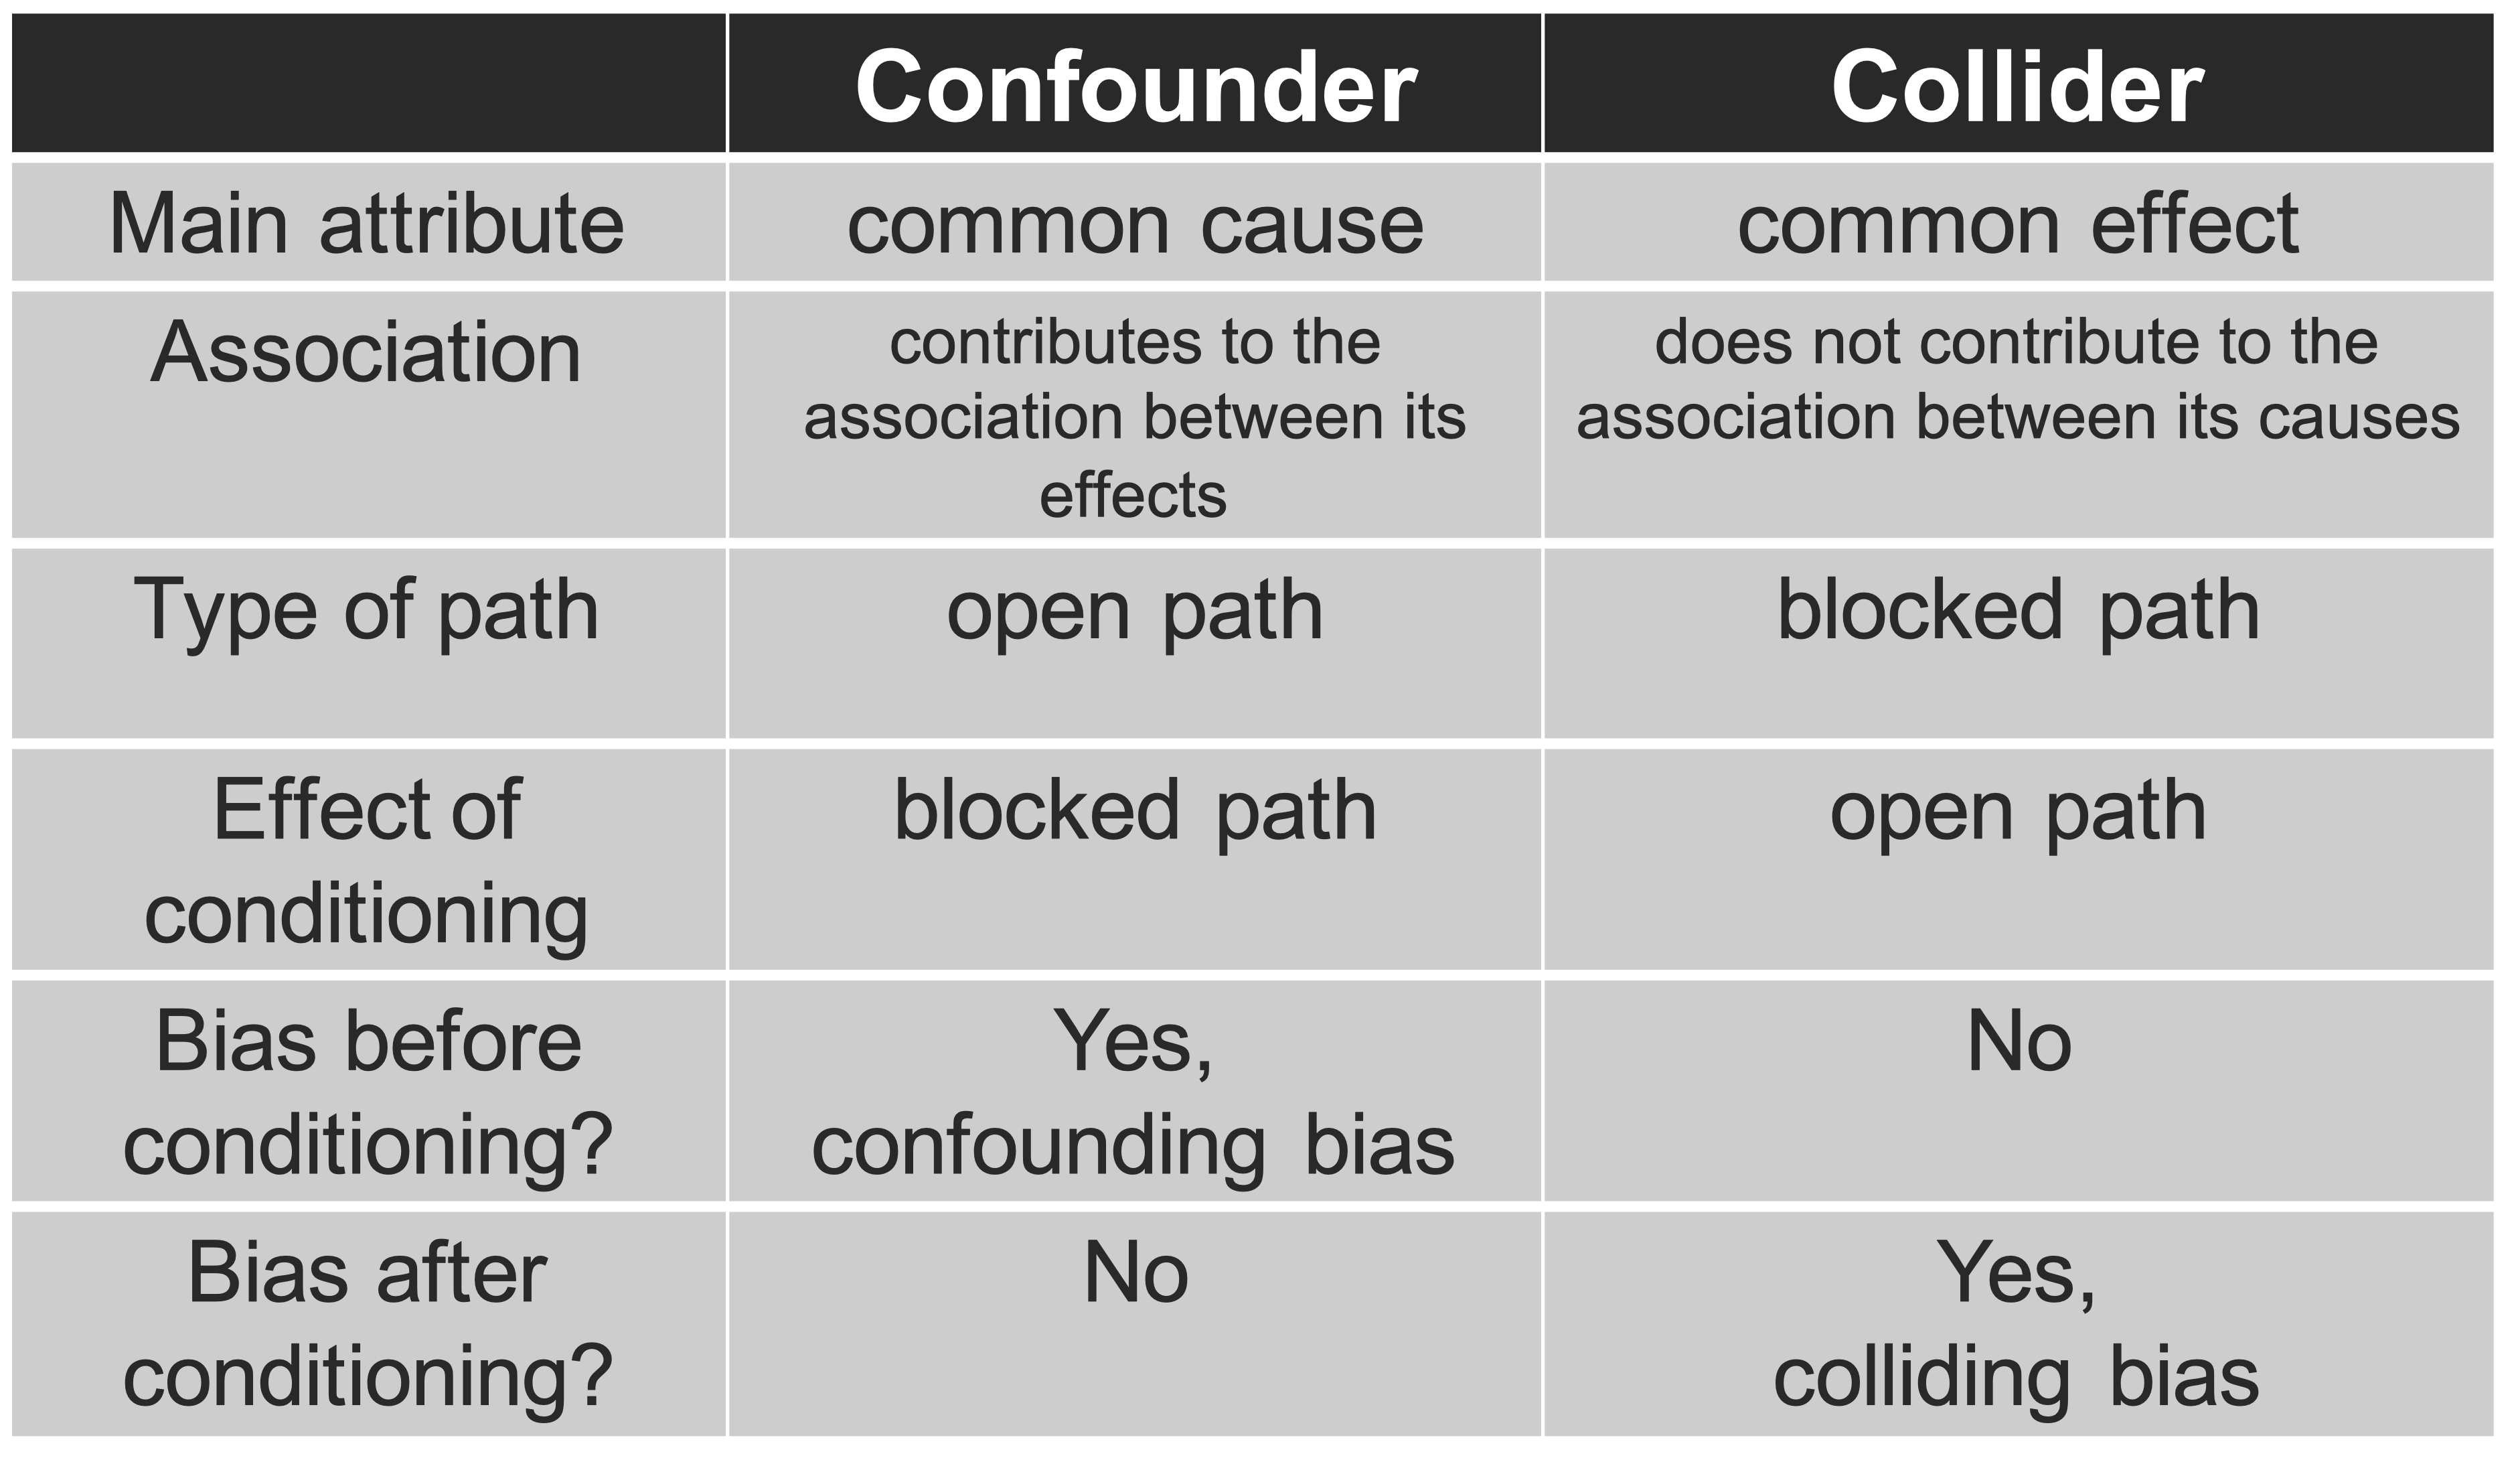 Confounder
Collider
Main attribute
common cause
common effect
Association
contributes to the
association between its
effects
does not contribute to the
association between its causes
Type of path
open path
blocked path
Effect of
conditioning
blocked path
open path
Bias before
conditioning?
Yes,
confounding bias
No
Bias after
conditioning?
No
Yes,
colliding bias